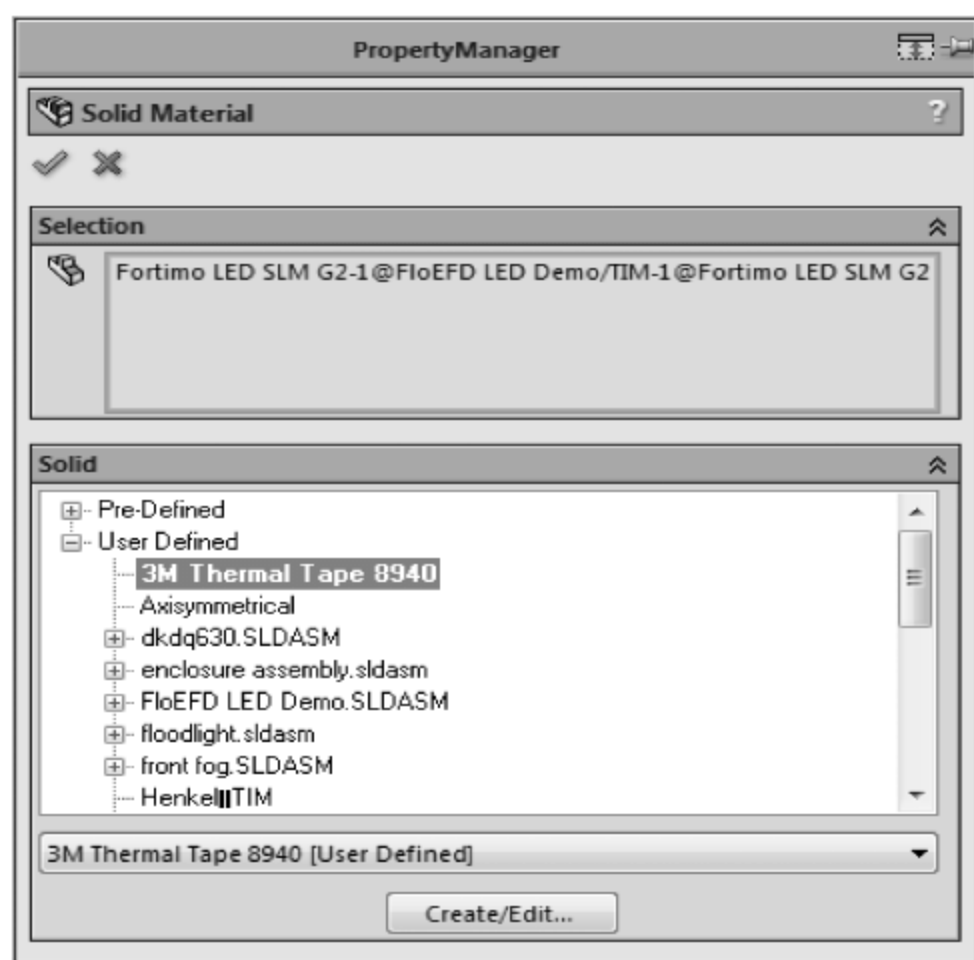 PropertyManager
Solid Material ?
Selection
Fortimo LED SLM G2-1@FloEFD LED Demo/TIM-1@Fortimo LED SLM G2
Solid
Pre-Defined
User Defined
3M Thermal Tape 8940
Axisymmetrical
dkdq630.SLDASM
enclosure assembly.sldasm
FloEFD LED Demo.SLDASM
floodlight.sldasm
front fog.SLDASM
Henkel||TIM
3M Thermal Tape 8940 [User Defined]
Create/Edit...